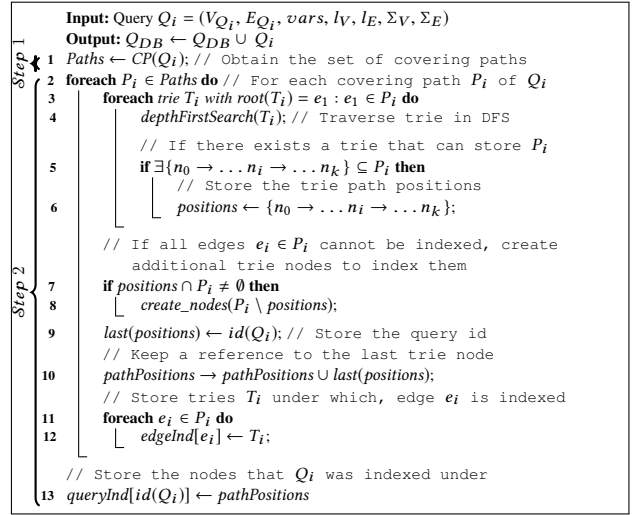 Input: Query Q_i = (V_{Q_i}, E_{Q_i}, vars, l_V, l_E, Σ_V, Σ_E)
Output: Q_{DB} ← Q_{DB} ∪ Q_i
Step 1
1 Paths ← CP(Q_i); // Obtain the set of covering paths
Step 2
2 foreach P_i ∈ Paths do // For each covering path P_i of Q_i
3 foreach trie T_i with root(T_i) = e_1 : e_1 ∈ P_i do
4 depthFirstSearch(T_i); // Traverse trie in DFS
// If there exists a trie that can store P_i
5 if ∃{n_0 → ... n_i → ... n_k} ⊆ P_i then
// Store the trie path positions
6 positions ← {n_0 → ... n_i → ... n_k};
// If all edges e_i ∈ P_i cannot be indexed, create
additional trie nodes to index them
7 if positions ∩ P_i ≠ ∅ then
8 create_nodes(P_i \ positions);
9 last(positions) ← id(Q_i); // Store the query id
// Keep a reference to the last trie node
10 pathPositions → pathPositions ∪ last(positions);
// Store tries T_i under which, edge e_i is indexed
11 foreach e_i ∈ P_i do
12 edgeInd[e_i] ← T_i;
// Store the nodes that Q_i was indexed under
13 queryInd[id(Q_i)] ← pathPositions